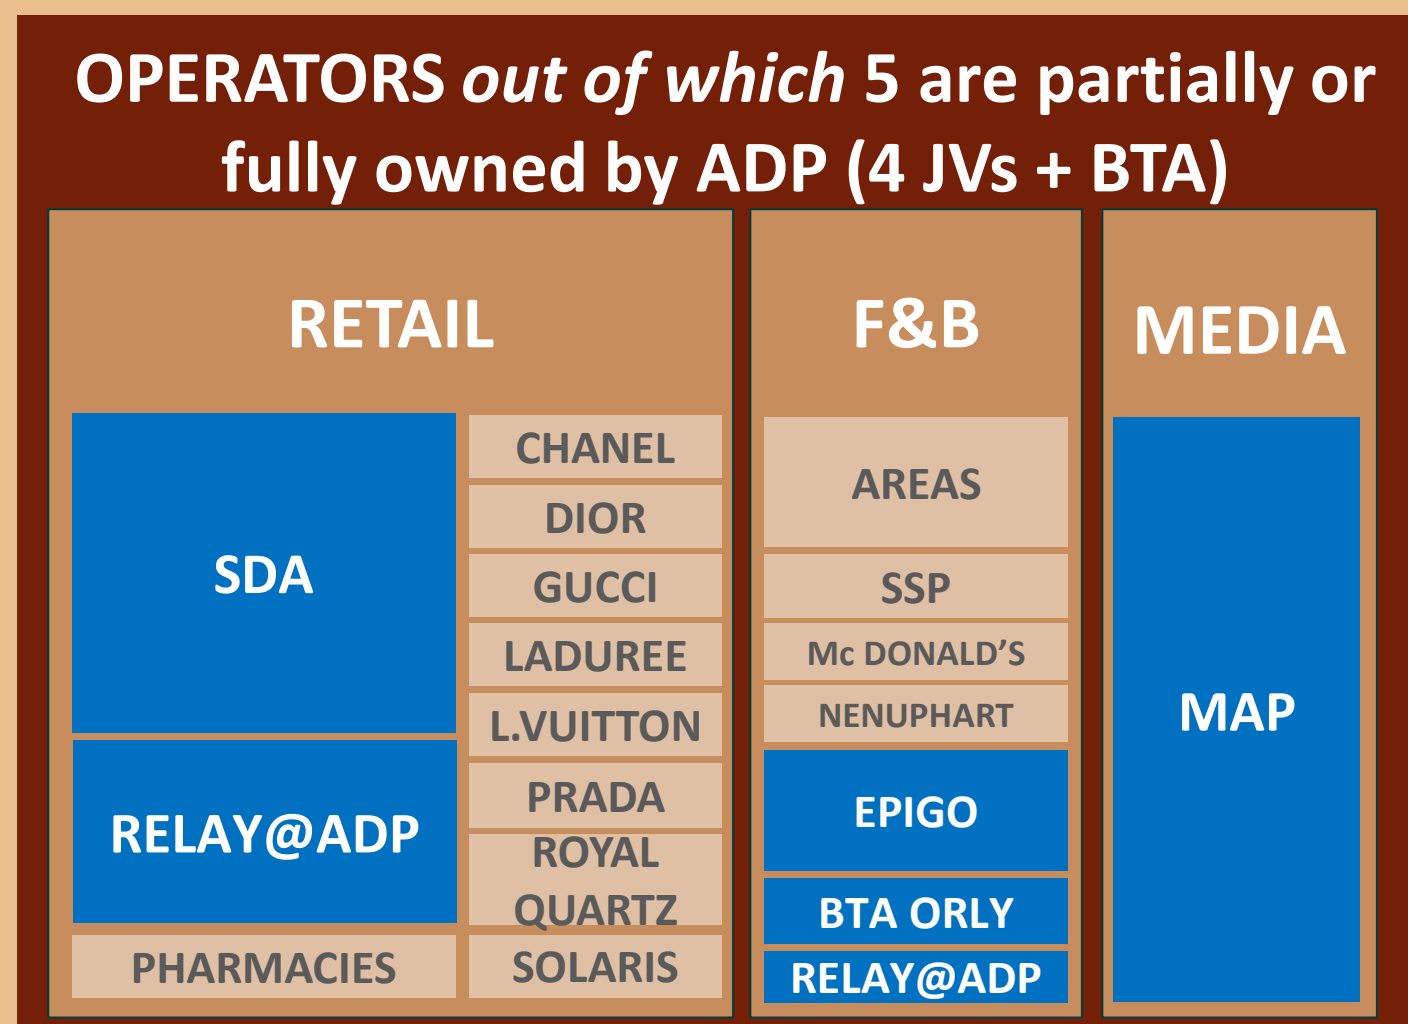 OPERATORS out of which 5 are partially or
fully owned by ADP (4 JVs + BTA)
RETAIL
SDA
RELAY@ADP
PHARMACIES
CHANEL
DIOR
GUCCI
LADUREE
L.VUITTON
PRADA
ROYAL
QUARTZ
SOLARIS
F&B
AREAS
SSP
Mc DONALD’S
NENUPHART
EPIGO
BTA ORLY
RELAY@ADP
MEDIA
MAP